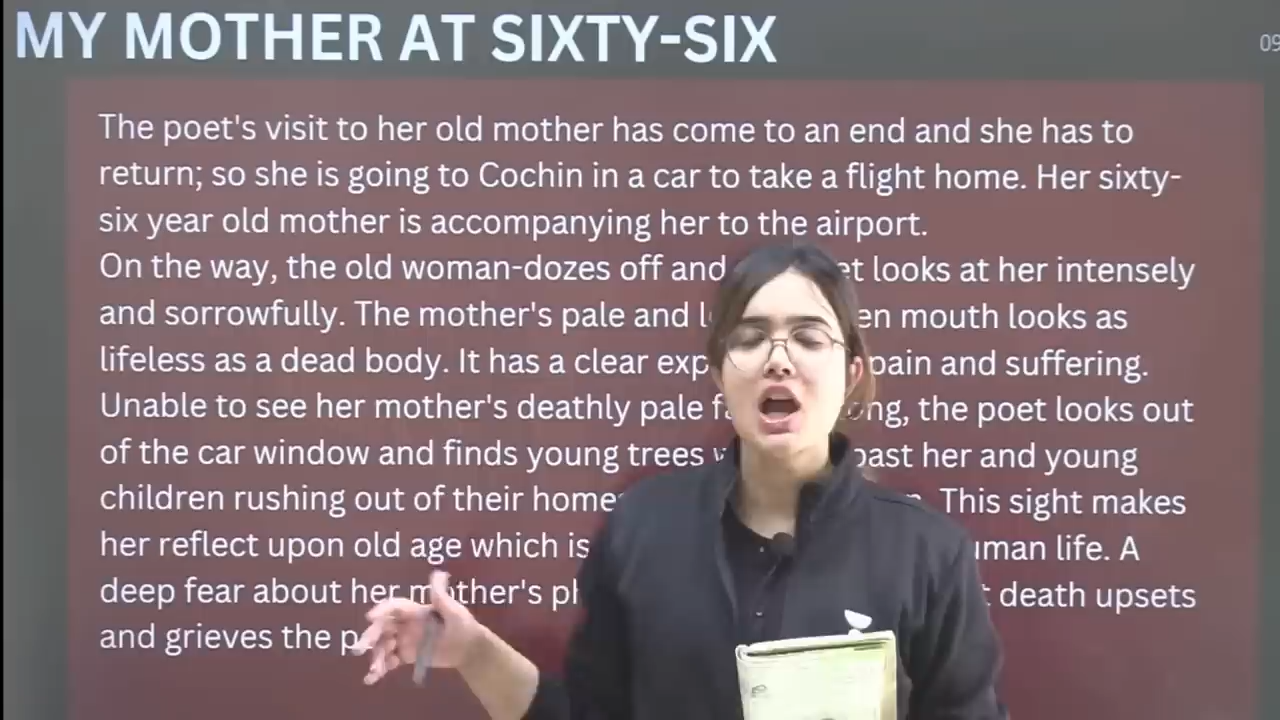 MY MOTHER AT SIXTY-SIX
09
The poet's visit to her old mother has come to an end and she has to
return; so she is going to Cochin in a car to take a flight home. Her sixty-
six year old mother is accompanying her to the airport.
On the way, the old woman-dozes off and looks at her intensely
and sorrowfully. The mother's pale and mouth looks as
lifeless as a dead body. It has a clear pain and suffering.
Unable to see her mother's deathly pale the poet looks out
of the car window and finds young trees past her and young
children rushing out of their This sight makes
her reflect upon old age which is life. A
deep fear about her mother's death upsets
and grieves the